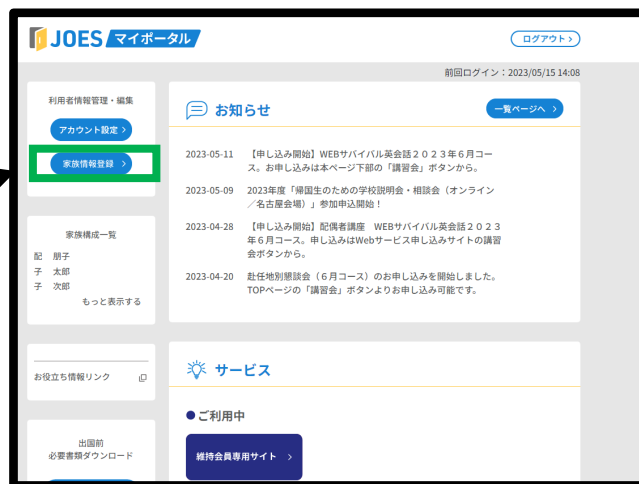 JOES マイポータル
ログアウト >
前回ログイン：2023/05/15 14:08
利用者情報管理・編集
アカウント設定 >
家族情報登録 >
家族構成一覧
配 朋子
子 太郎
子 次郎
もっと表示する
お役立ち情報リンク
出国前
必要書類ダウンロード
お知らせ
一覧ページへ >
2023-05-11 【申し込み開始】WEBサバイバル英会話２０２３年６月コー
ス。お申し込みは本ページ下部の「講習会」ボタンから。
2023-05-09 2023年度「帰国生のための学校説明会・相談会（オンライン
／名古屋会場）」参加申込開始！
2023-04-28 【申し込み開始】配偶者講座 WEBサバイバル英会話２０２３
年６月コース。申し込みはWebサービス申し込みサイトの講習
会ボタンから。
2023-04-20 赴任地別懇談会（６月コース）のお申し込みを開始しました。
TOPページの「講習会」ボタンよりお申し込み可能です。
サービス
●ご利用中
維持会員専用サイト >